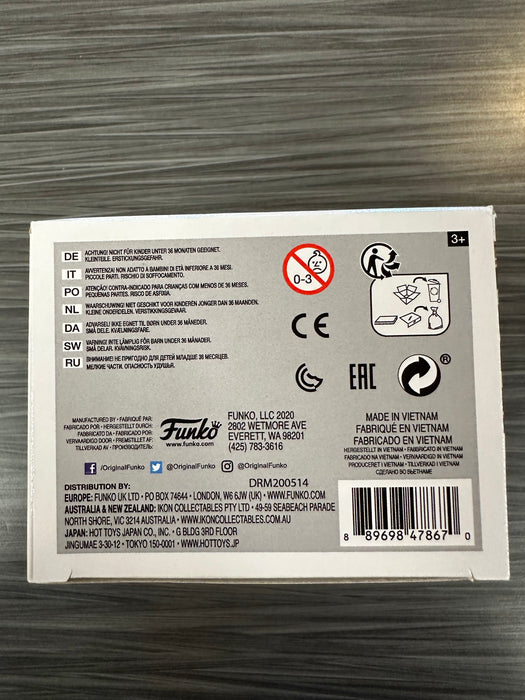 3+
DE ACHTUNG! NICHT FÜR KINDER UNTER 36 MONATEN GEEIGNET.
KLEINTEILE. ERSTICKUNGSGEFAHR.
IT AVVERTENZA! NON ADATTO A BAMBINI DI ETÀ INFERIORE A 36 MESI.
PICCOLE PARTI. RISCHIO DI SOFFOCAMENTO.
PO ATENÇÃO! CONTRA-INDICADO PARA CRIANÇAS COM MENOS DE 36 MESES.
PEQUENAS PARTES. RISCO DE ASFIXIA.
NL WAARSCHUWING! NIET GESCHIKT VOOR KINDEREN JONGER DAN 36 MAANDEN.
KLEINE ONDERDELEN. VERSTIKKINGSGEVAAR.
DA ADVARSEL! IKKE EGNET TIL BØRN UNDER 36 MÅNEDER.
SMÅ DELE. KVÆLNINGSFARE.
SW VARNING! INTE LÄMPLIG FÖR BARN UNDER 36 MÅNADER.
SMÅ DELAR. KVÄVNINGSRISK.
RU ВНИМАНИЕ! НЕ ПРИГОДНО ДЛЯ ДЕТЕЙ МЛАДШЕ 36 МЕСЯЦЕВ.
МЕЛКИЕ ЧАСТИ. ОПАСНОСТЬ УДУШЬЯ.
0-3
CE
EAC
®
MANUFACTURED BY • FABRIQUÉ PAR:
FABRICADO POR • HERGESTELLT DURCH:
FABBRICATO DA • FABRICADO POR:
VERVAARDIGD DOOR • FREMSTILLET AF:
TILLVERKAD AV • ПРОИЗВЕДЕНО:
Funko
www.funko.com
FUNKO, LLC 2020
2802 WETMORE AVE
EVERETT, WA 98201
(425) 783-3616
MADE IN VIETNAM
FABRIQUÉ EN VIETNAM
FABRICADO EN VIETNAM
HERGESTELLT IN VIETNAM • FABBRICATO IN VIETNAM
FABRICADO NA VIETNAM • VERVAARDIGD IN VIETNAM
PRODUCERET I VIETNAM • TILLVERKAD I VIETNAM
СДЕЛАНО ВО ВЬЕТНАМЕ
/OriginalFunko @OriginalFunko @OriginalFunko
DRM200514
DISTRIBUTION BY:
EUROPE: FUNKO UK LTD • PO BOX 74644 • LONDON, W6 6JW (UK) • WWW.FUNKO.COM
AUSTRALIA & NEW ZEALAND: IKON COLLECTABLES PTY LTD • 49-59 SEABEACH PARADE
NORTH SHORE, VIC 3214 AUSTRALIA • WWW.IKONCOLLECTABLES.COM.AU
JAPAN: HOT TOYS JAPAN CO., INC. • G BLDG 3RD FLOOR
JINGUMAE 3-30-12 • TOKYO 150-0001 • WWW.HOTTOYS.JP
8 89698 47867 0